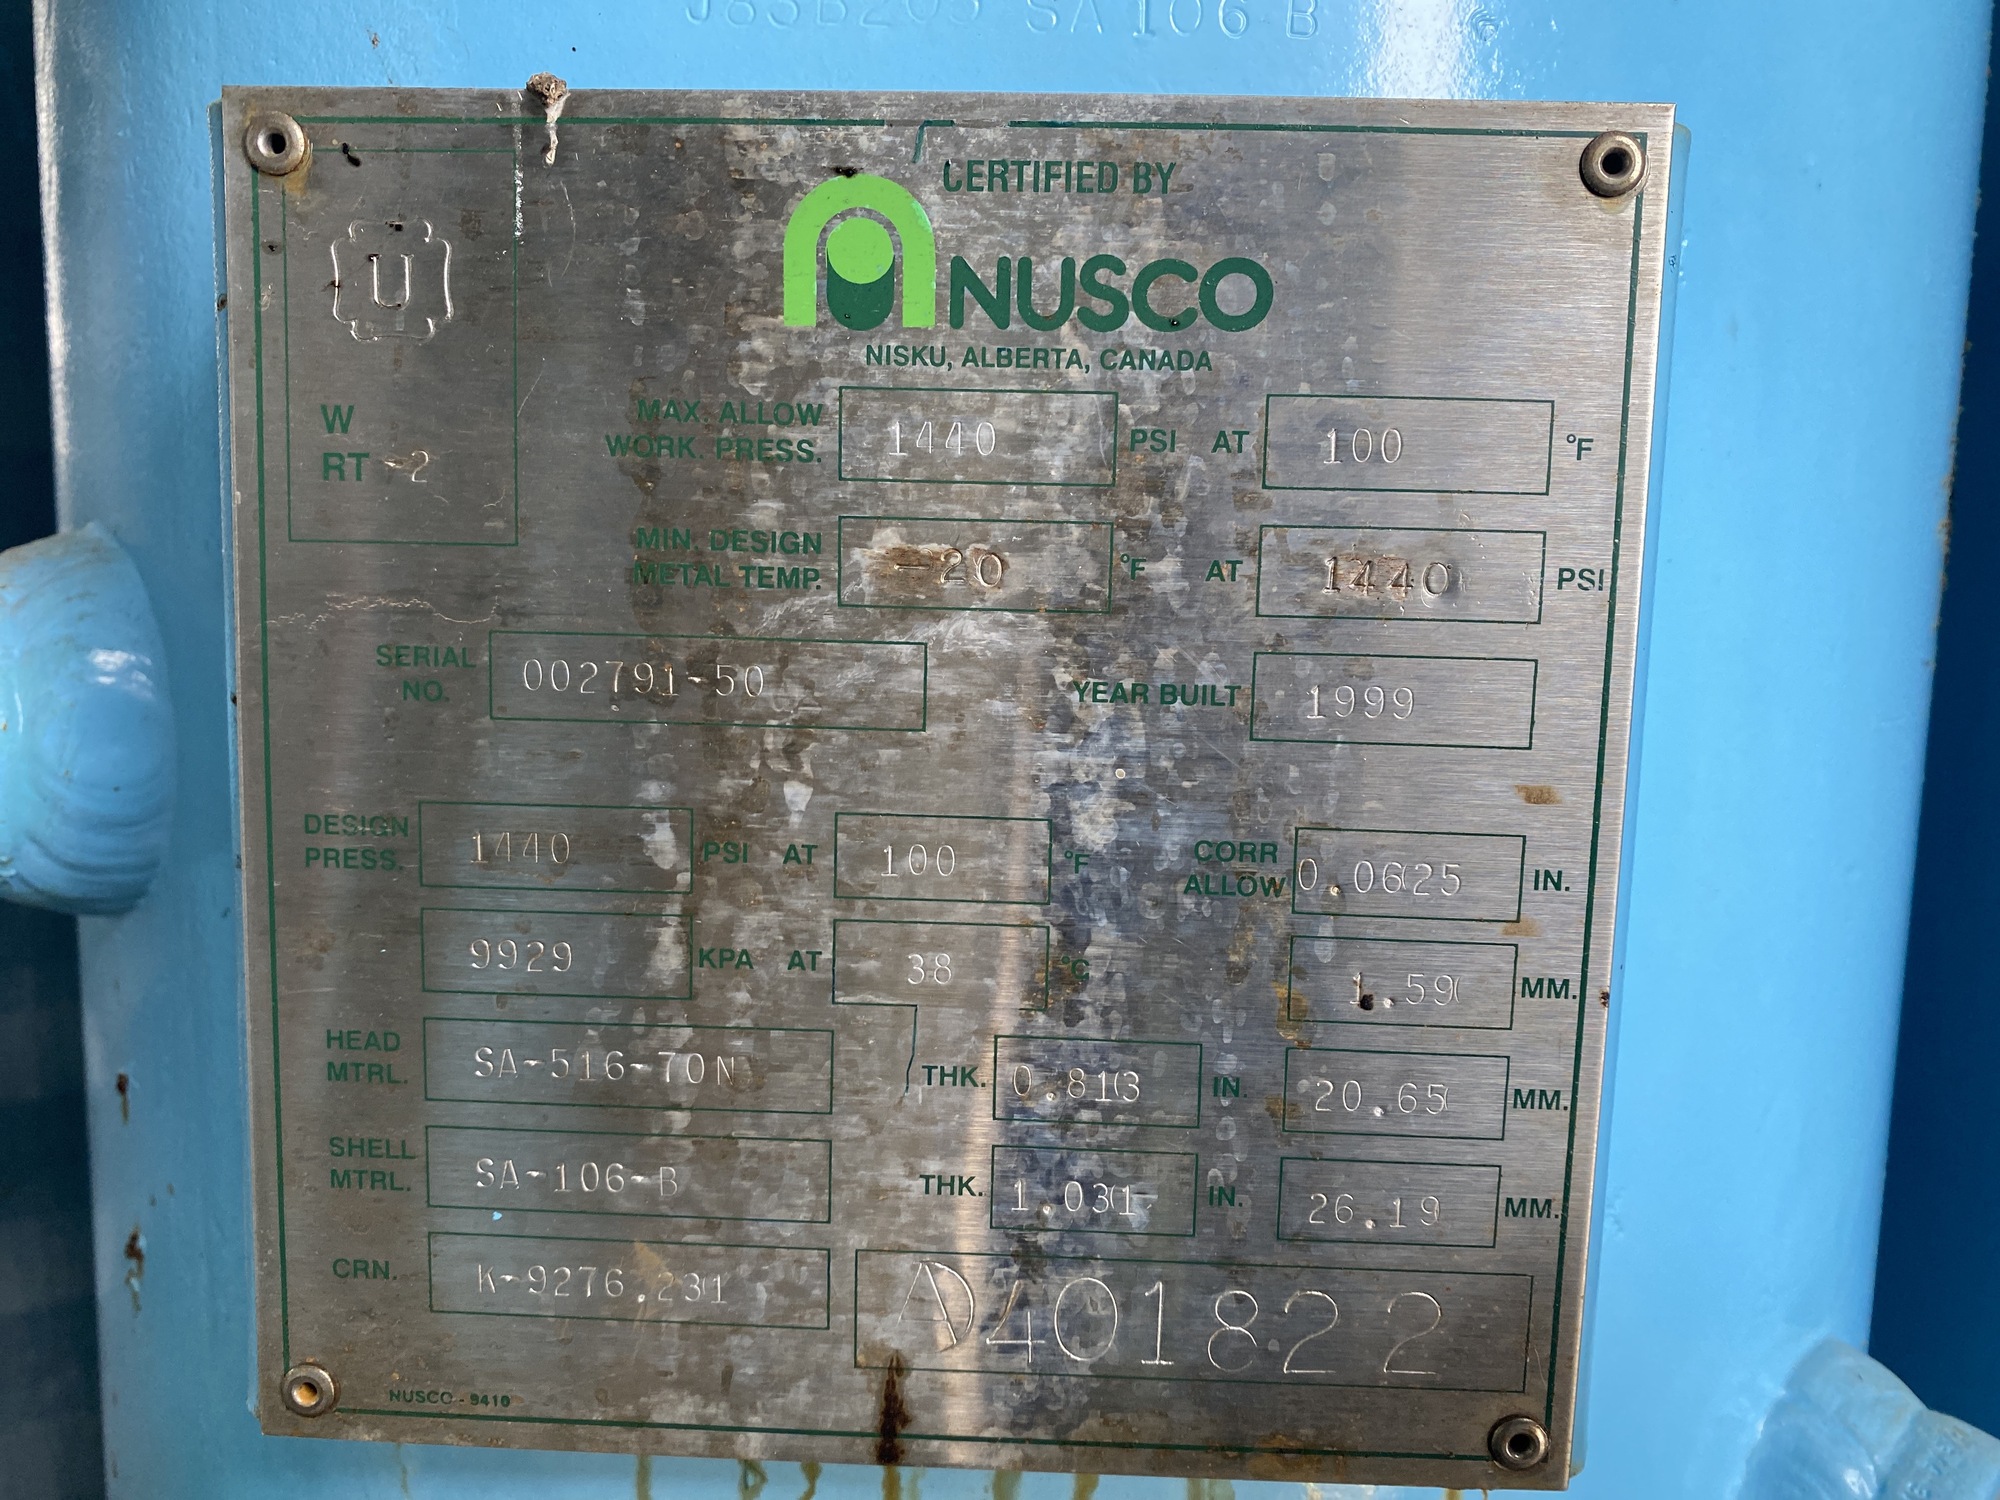 SA 106 B
CERTIFIED BY
NUSCO
NISKU, ALBERTA, CANADA
U
W
RT -2
MAX. ALLOW
WORK. PRESS. 1440 PSI AT 100 °F
MIN. DESIGN
METAL TEMP. -20 °F AT 1440 PSI
SERIAL
NO. 002791-50 YEAR BUILT 1999
DESIGN
PRESS. 1440 PSI AT 100 °F CORR
ALLOW 0.0625 IN.
9929 KPA AT 38 °C 1.59 MM.
HEAD
MTRL. SA-516-70N THK. 0.813 IN. 20.65 MM.
SHELL
MTRL. SA-106-B THK. 1.031 IN. 26.19 MM.
CRN. K-9276.231 A0401822
NUSCO - 9410